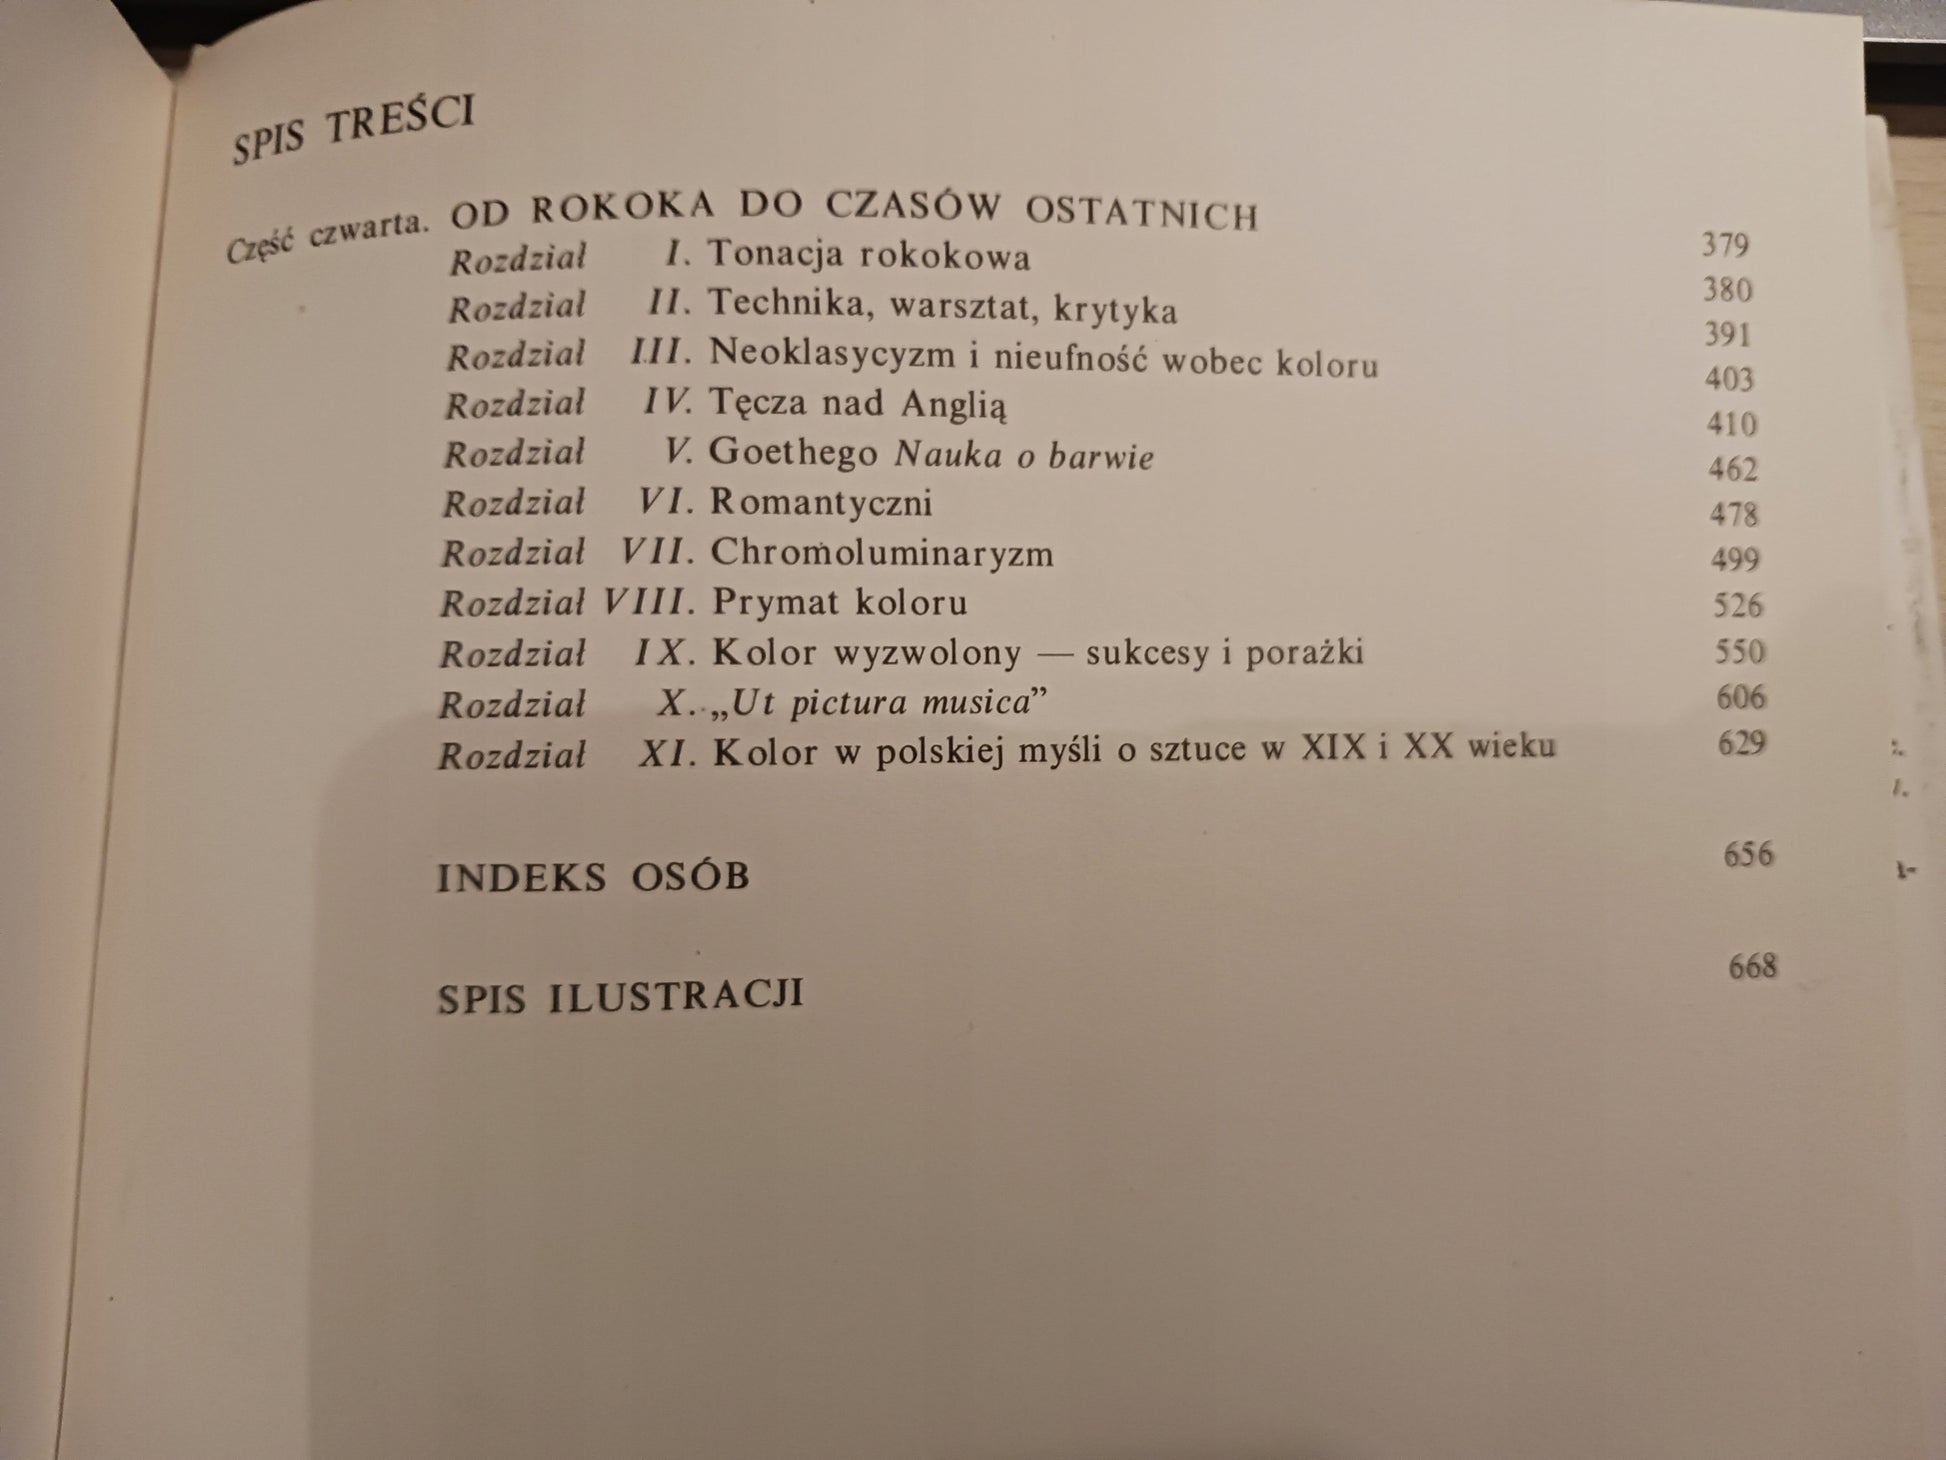 SPIS TREŚCI
Część czwarta. OD ROKOKA DO CZASÓW OSTATNICH 379
Rozdział I. Tonacja rokokowa 380
Rozdział II. Technika, warsztat, krytyka 391
Rozdział III. Neoklasycyzm i nieufność wobec koloru 403
Rozdział IV. Tęcza nad Anglią 410
Rozdział V. Goethego Nauka o barwie 462
Rozdział VI. Romantyczni 478
Rozdział VII. Chromoluminaryzm 499
Rozdział VIII. Prymat koloru 526
Rozdział IX. Kolor wyzwolony — sukcesy i porażki 550
Rozdział X. „Ut pictura musica” 606
Rozdział XI. Kolor w polskiej myśli o sztuce w XIX i XX wieku 629
INDEKS OSÓB 656
SPIS ILUSTRACJI 668